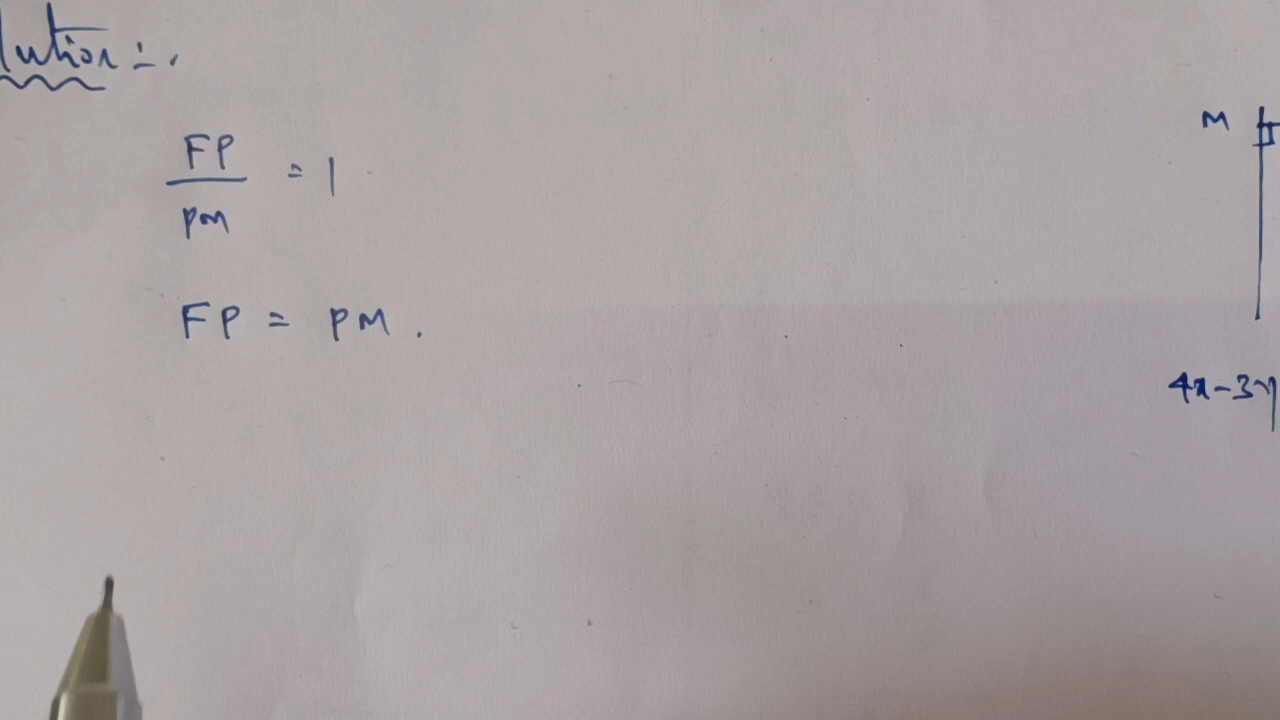 lution :-.
FP
PM
= 1
M
FP = PM.
4x-3y